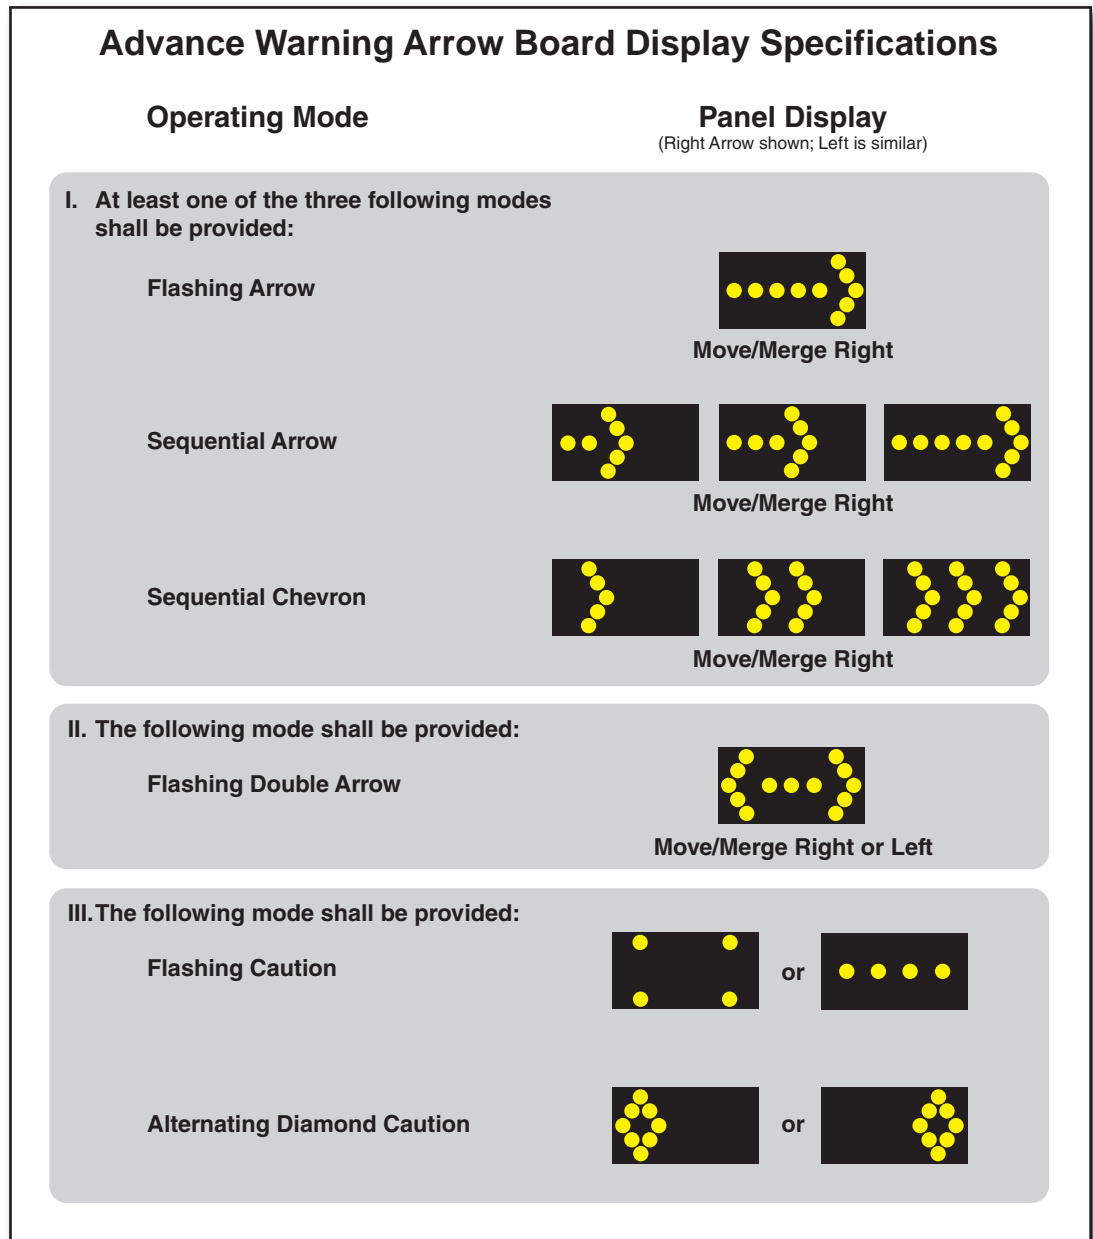 Advance Warning Arrow Board Display Specifications
Operating Mode
Panel Display
(Right Arrow shown; Left is similar)
I. At least one of the three following modes
shall be provided:
Flashing Arrow
Move/Merge Right
Sequential Arrow
Move/Merge Right
Sequential Chevron
Move/Merge Right
II. The following mode shall be provided:
Flashing Double Arrow
Move/Merge Right or Left
III. The following mode shall be provided:
Flashing Caution
or
Alternating Diamond Caution
or